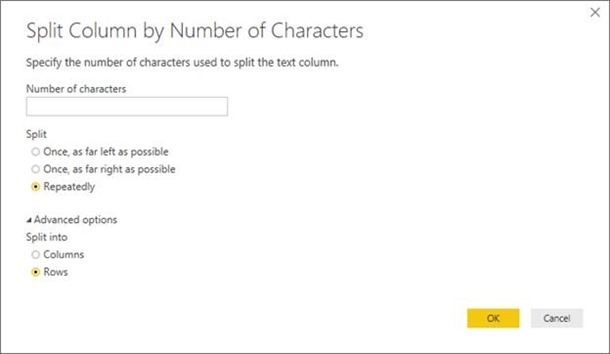 Split Column by Number of Characters
Specify the number of characters used to split the text column.
Number of characters
Split
Once, as far left as possible
Once, as far right as possible
Repeatedly
Advanced options
Split into
Columns
Rows
OK Cancel